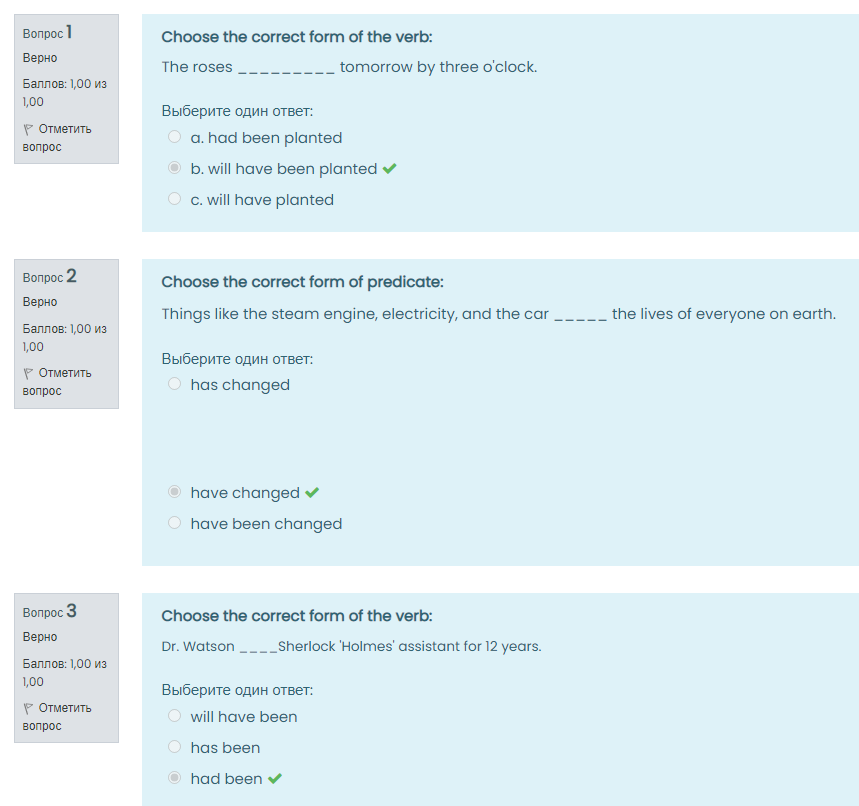 Вопрос 1
Верно
Баллов: 1,00 из
1,00
Отметить
вопрос
Choose the correct form of the verb:
The roses _________ tomorrow by three o'clock.
Выберите один ответ:
a. had been planted
b. will have been planted
c. will have planted
Вопрос 2
Верно
Баллов: 1,00 из
1,00
Отметить
вопрос
Choose the correct form of predicate:
Things like the steam engine, electricity, and the car _____ the lives of everyone on earth.
Выберите один ответ:
has changed
have changed
have been changed
Вопрос 3
Верно
Баллов: 1,00 из
1,00
Отметить
вопрос
Choose the correct form of the verb:
Dr. Watson ____Sherlock 'Holmes' assistant for 12 years.
Выберите один ответ:
will have been
has been
had been